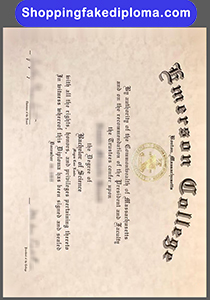 Shoppingfakediploma.com
Emerson College
Boston, Massachusetts
By authority of the Commonwealth of Massachusetts
and on the recommendation of the President and Faculty
the Trustees confer upon
the Degree of
Bachelor of Science
with all the rights, honors, and privileges pertaining thereto
In witness whereof this Diploma has been signed and sealed